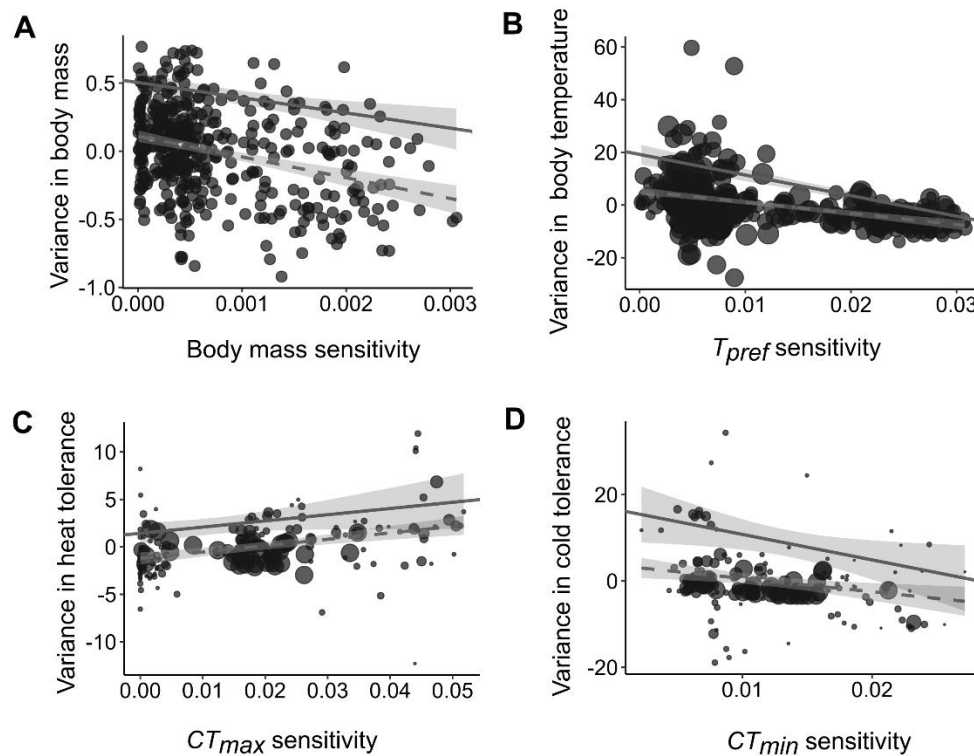 A
Variance in body mass
0.5
0.0
-0.5
-1.0
0.000 0.001 0.002 0.003
Body mass sensitivity
B
Variance in body temperature
60
40
20
0
-20
0.00 0.01 0.02 0.03
Tpref sensitivity
C
Variance in heat tolerance
10
5
0
-5
-10
0.00 0.01 0.02 0.03 0.04 0.05
CTmax sensitivity
D
Variance in cold tolerance
20
0
-20
0.01 0.02
CTmin sensitivity